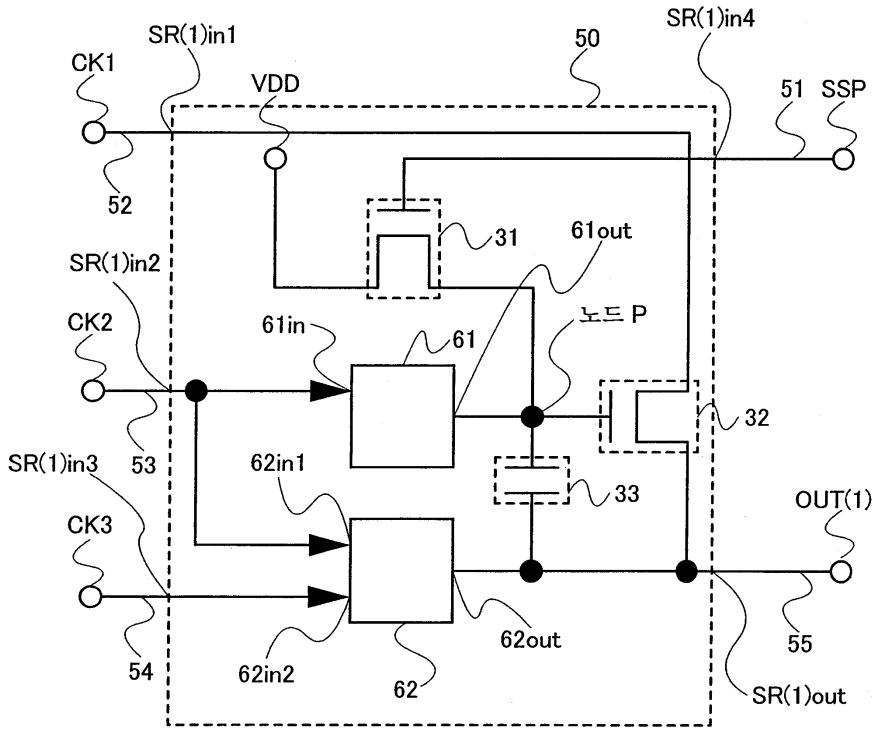 SR(1)in1
SR(1)in4
CK1
VDD
50
51
SSP
52
31
61out
SR(1)in2
노드 P
CK2
61in
61
32
53
SR(1)in3
62in1
33
OUT(1)
CK3
54
62in2
62
62out
55
SR(1)out